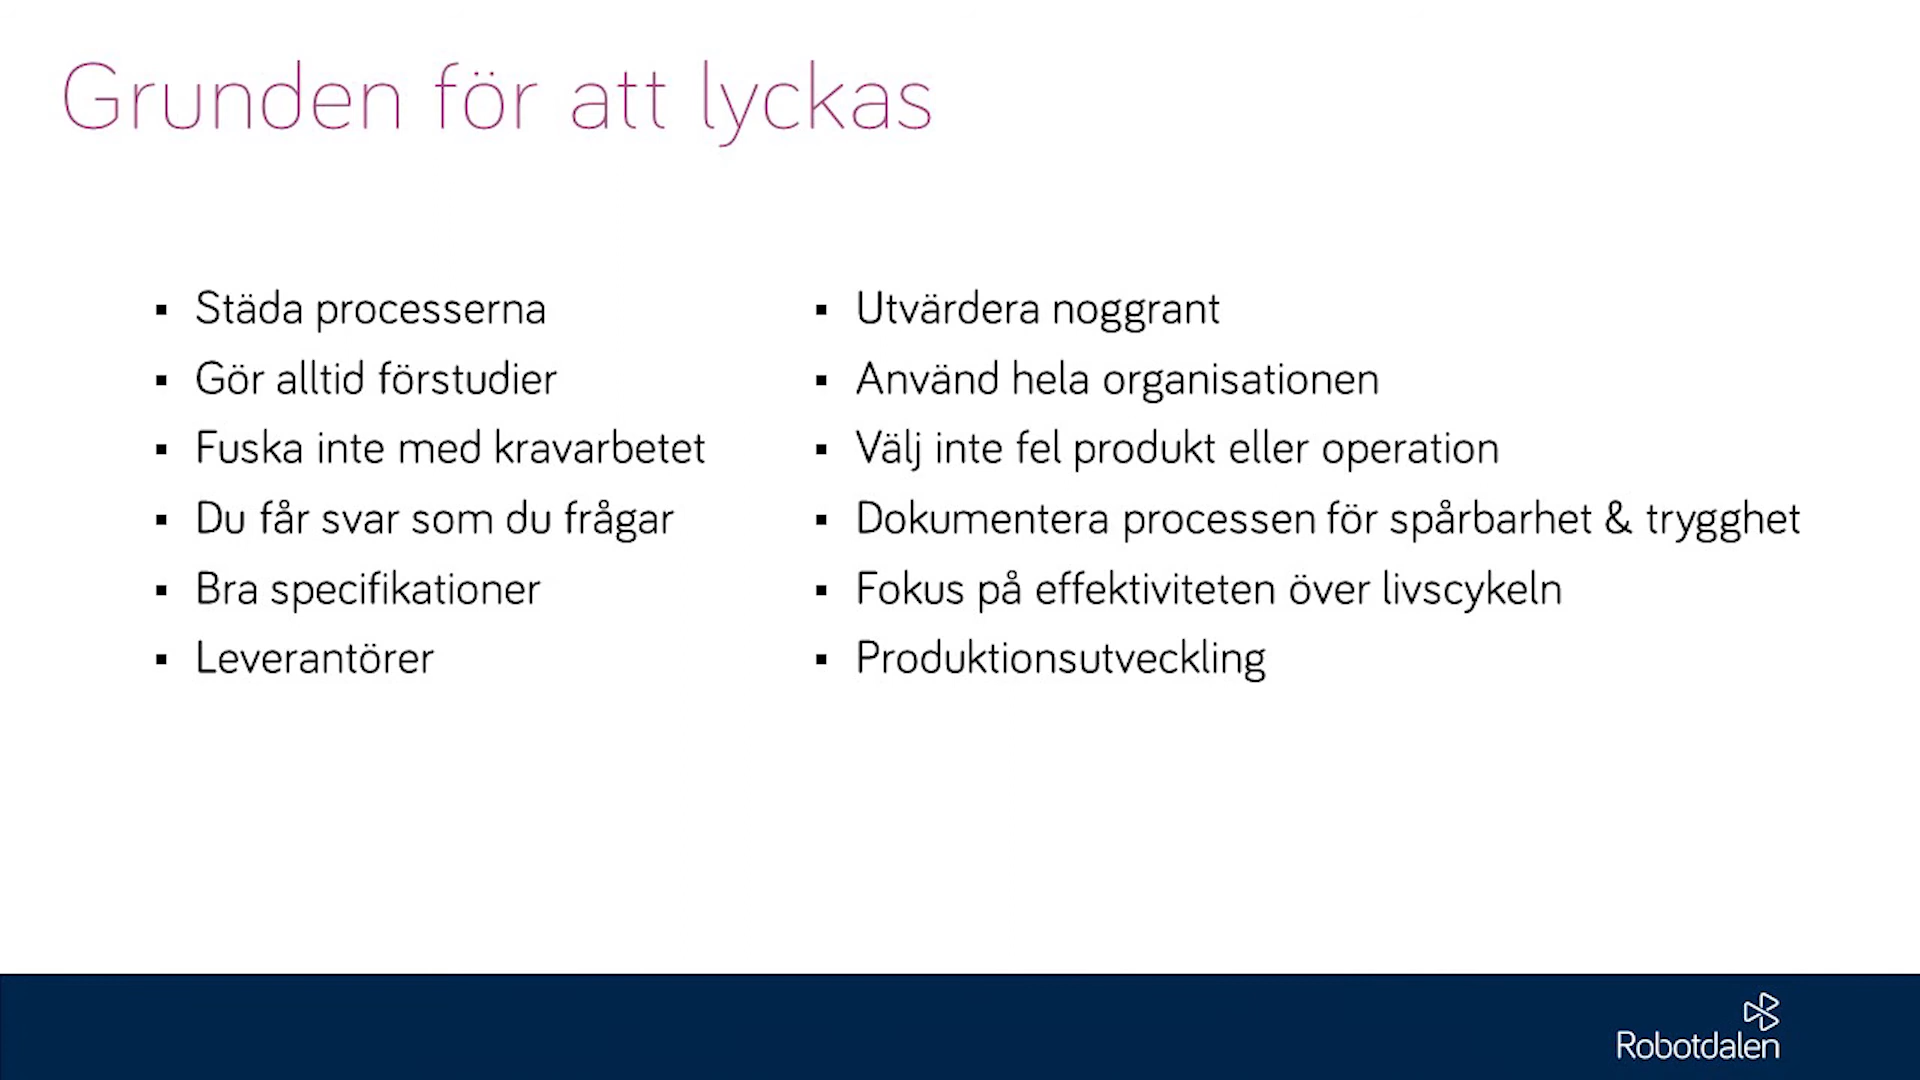 Grunden för att lyckas
Städa processerna
Gör alltid förstudier
Fuska inte med kravarbetet
Du får svar som du frågar
Bra specifikationer
Leverantörer
Utvärdera noggrant
Använd hela organisationen
Välj inte fel produkt eller operation
Dokumentera processen för spårbarhet & trygghet
Fokus på effektiviteten över livscykeln
Produktionsutveckling
Robotdalen